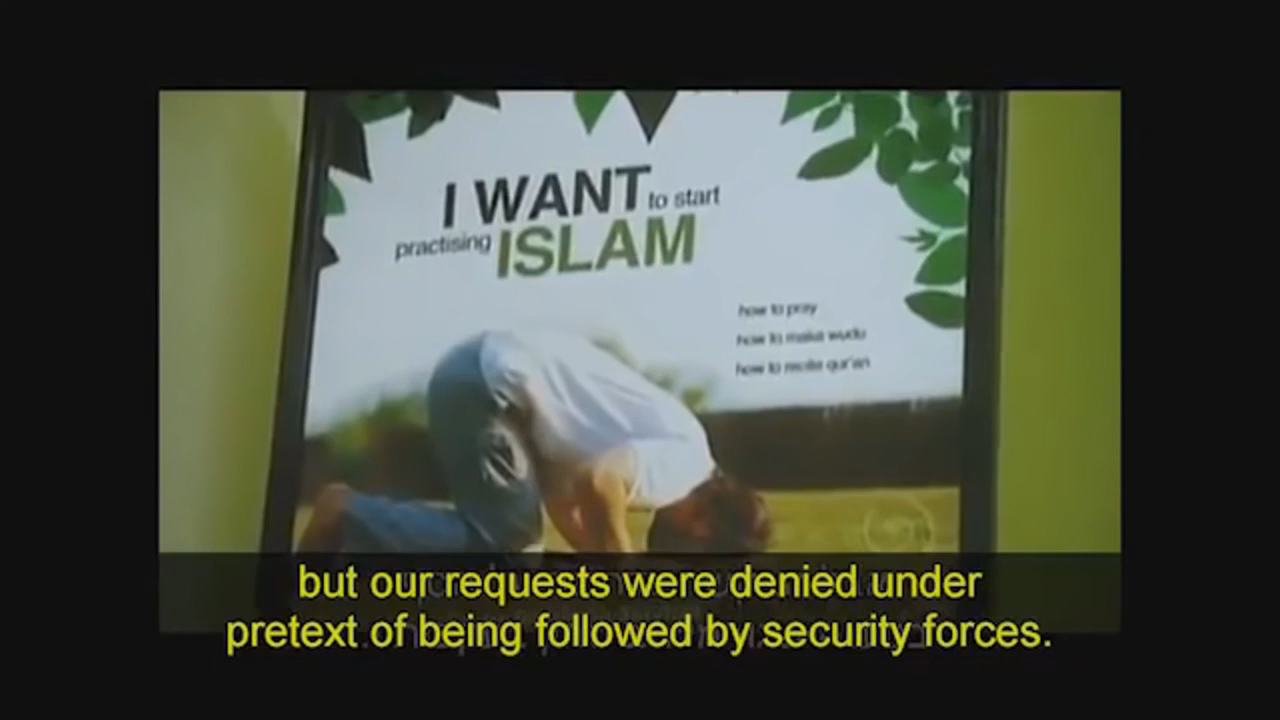 I WANT to start
practising ISLAM
how to pray
how to make wudu
how to recite qur'an
but our requests were denied under
pretext of being followed by security forces.